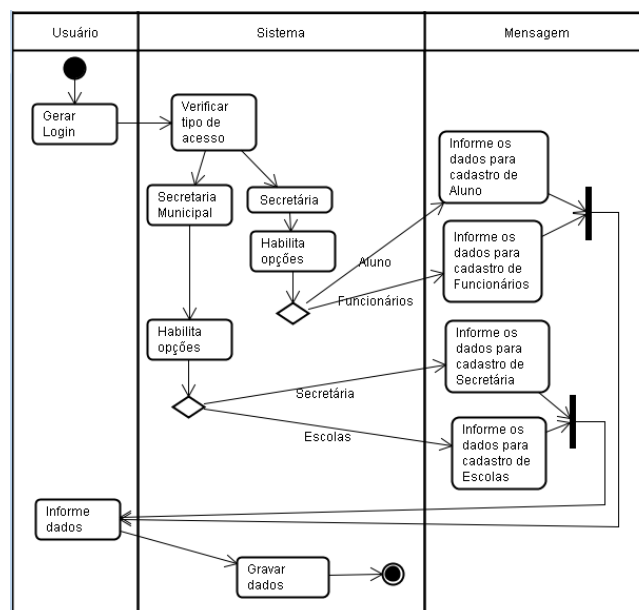 Usuário
Sistema
Mensagem
Gerar
Login
Verificar
tipo de
acesso
Secretaria
Municipal
Secretária
Habilita
opções
Aluno
Funcionários
Informe os
dados para
cadastro de
Aluno
Informe os
dados para
cadastro de
Funcionários
Habilita
opções
Secretária
Escolas
Informe os
dados para
cadastro de
Secretária
Informe os
dados para
cadastro de
Escolas
Informe
dados
Gravar
dados